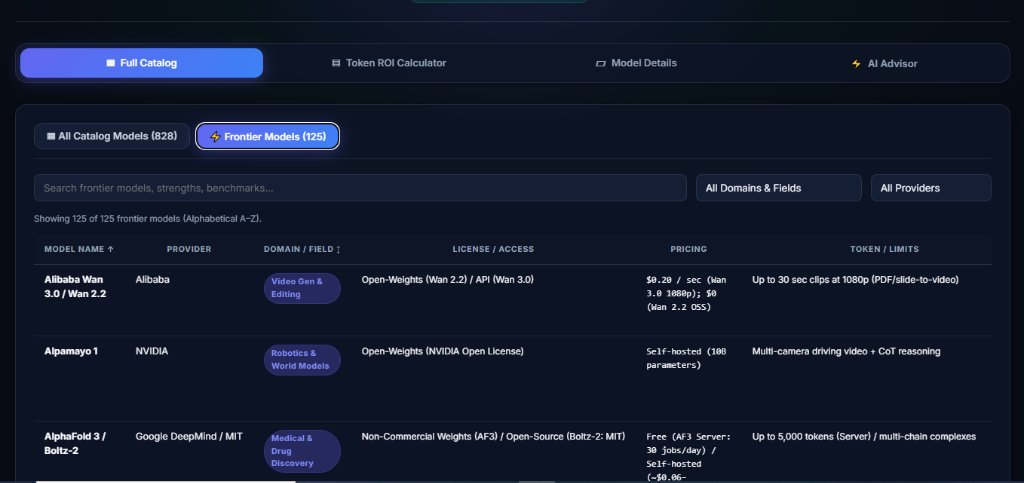 Full Catalog
Token ROI Calculator
Model Details
AI Advisor
All Catalog Models (828)
Frontier Models (125)
Search frontier models, strengths, benchmarks...
All Domains & Fields
All Providers
Showing 125 of 125 frontier models (Alphabetical A–Z).
MODEL NAME ↑ PROVIDER DOMAIN / FIELD ↕ LICENSE / ACCESS PRICING TOKEN / LIMITS
Alibaba Wan
3.0 / Wan 2.2
Alibaba
Video Gen &
Editing
Open-Weights (Wan 2.2) / API (Wan 3.0)
$0.20 / sec (Wan
3.0 1080p); $0
(Wan 2.2 OSS)
Up to 30 sec clips at 1080p (PDF/slide-to-video)
Alpamayo 1
NVIDIA
Robotics &
World Models
Open-Weights (NVIDIA Open License)
Self-hosted (10B
parameters)
Multi-camera driving video + CoT reasoning
AlphaFold 3 /
Boltz-2
Google DeepMind / MIT
Medical &
Drug
Discovery
Non-Commercial Weights (AF3) / Open-Source (Boltz-2: MIT)
Free (AF3 Server:
30 jobs/day) /
Self-hosted
(~$0.06–
Up to 5,000 tokens (Server) / multi-chain complexes